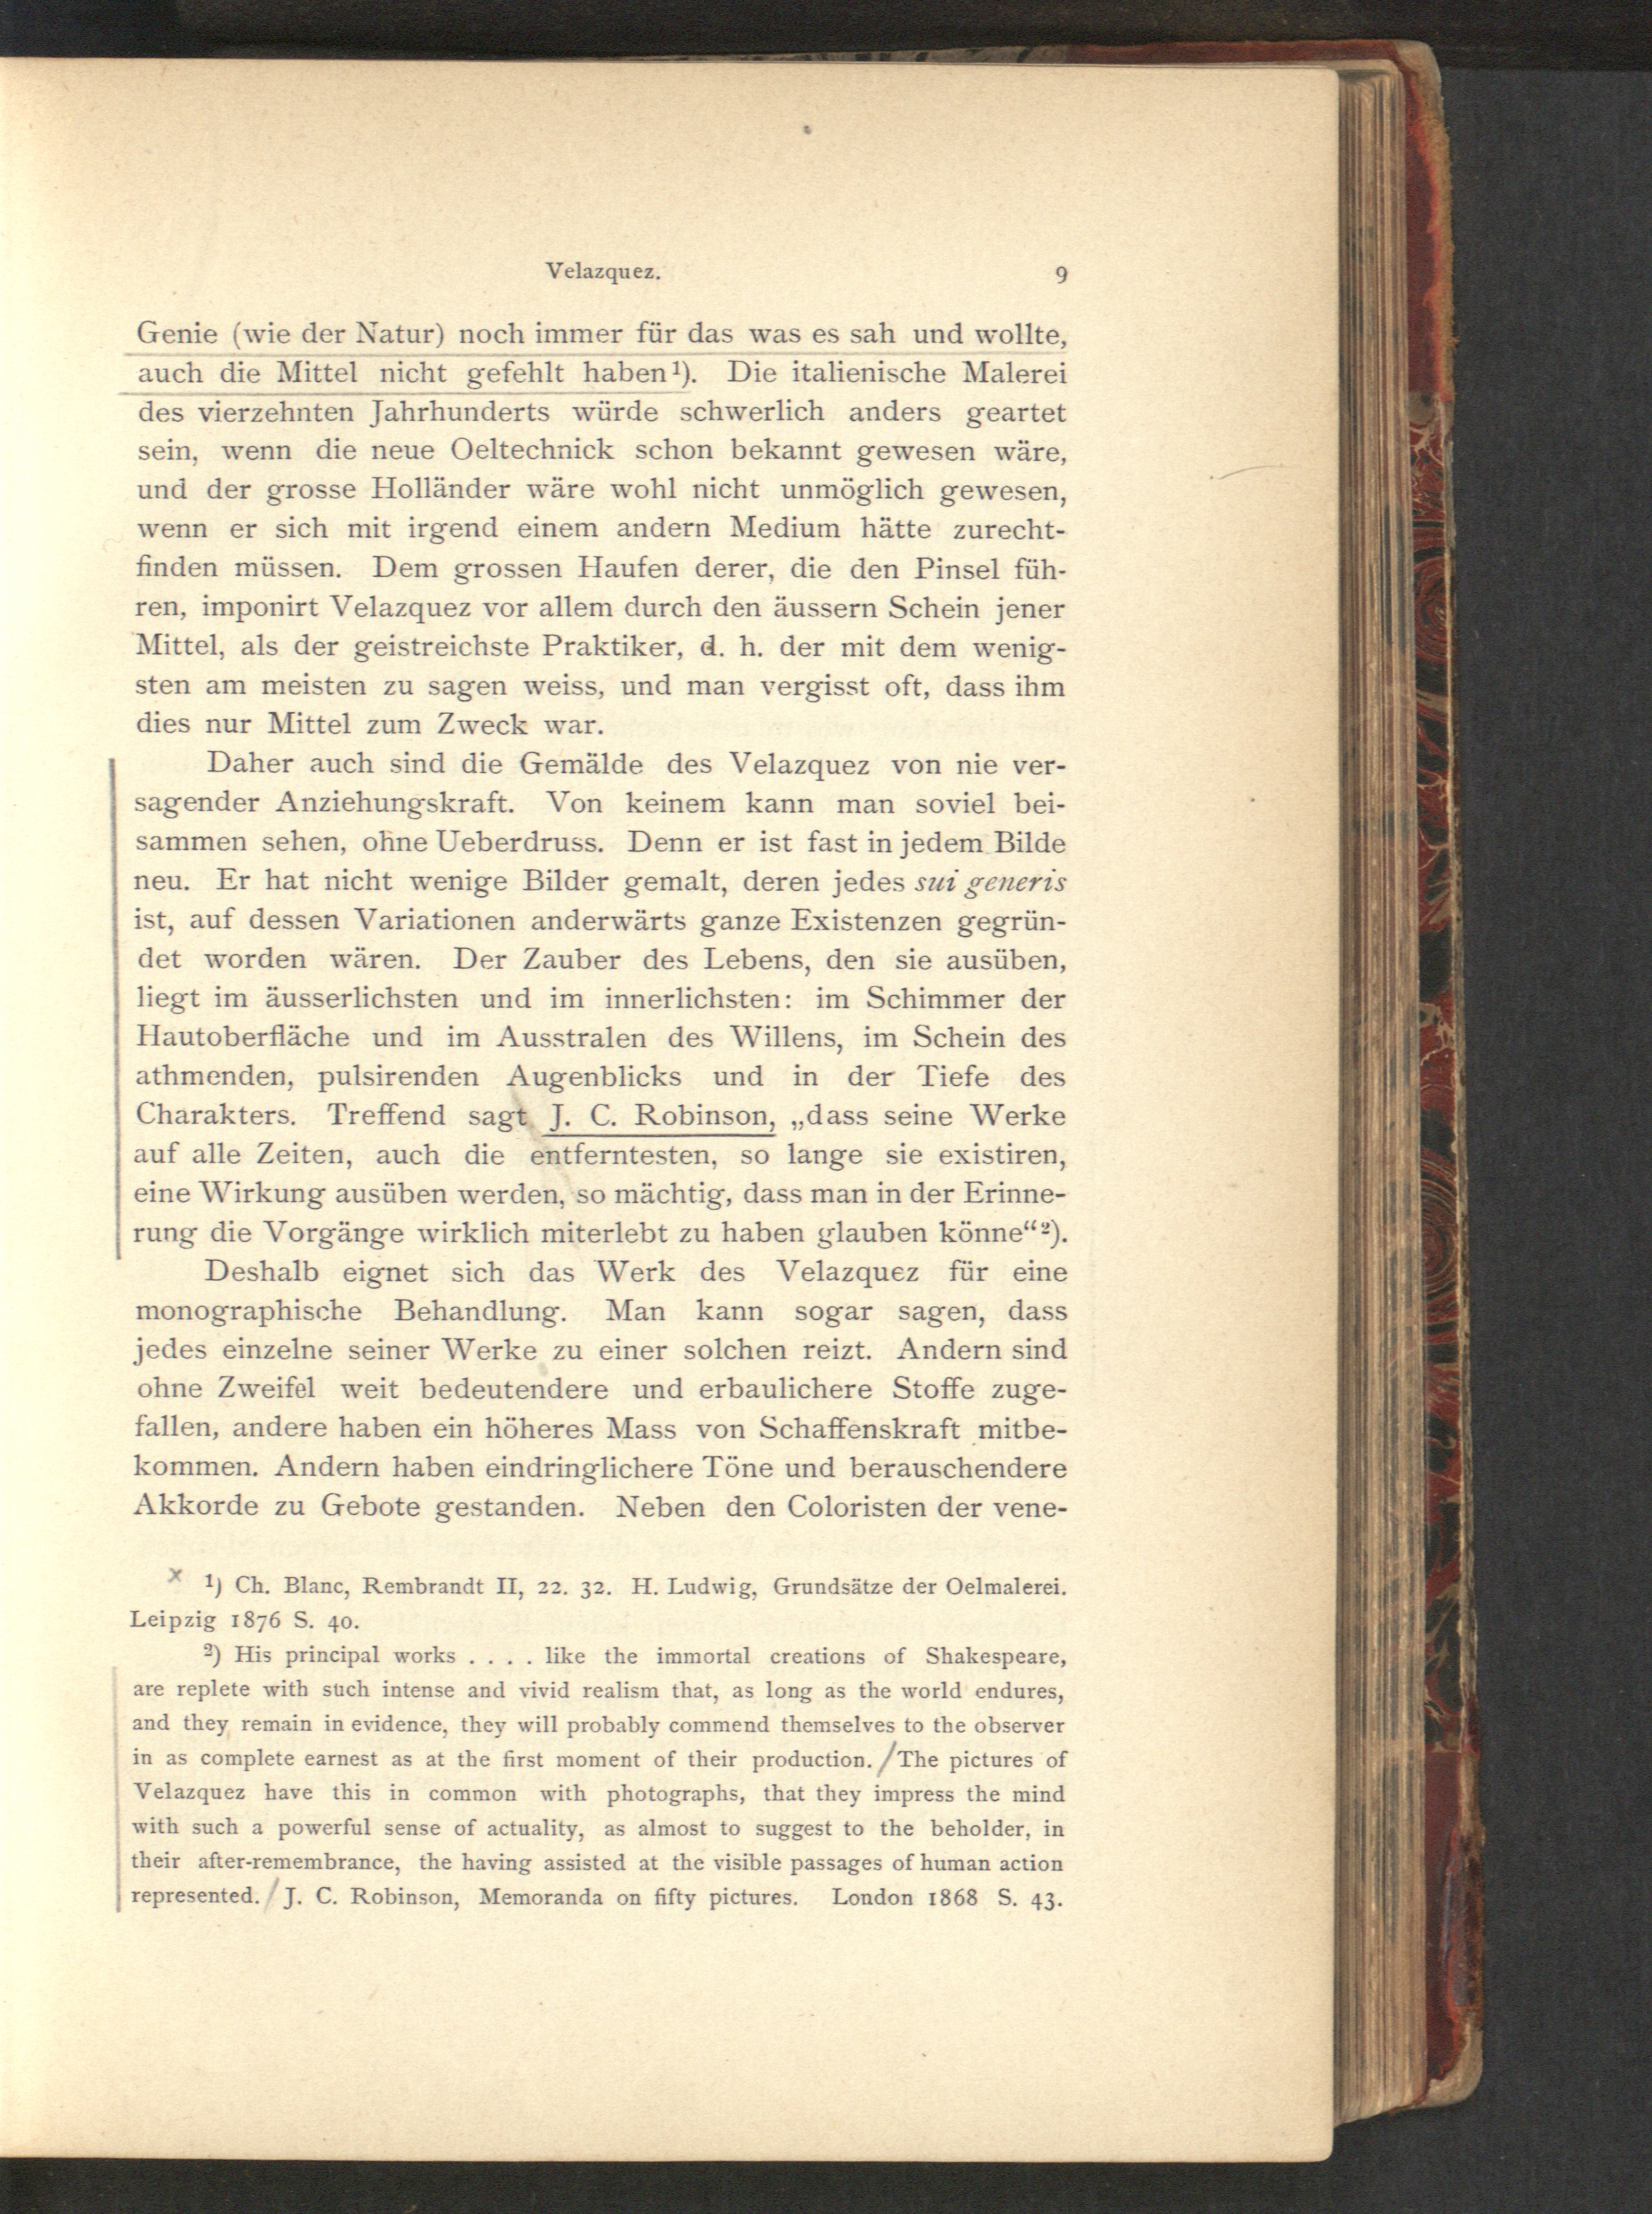 Velazquez. 9
Genie (wie der Natur) noch immer für das was es sah und wollte,
auch die Mittel nicht gefehlt haben¹). Die italienische Malerei
des vierzehnten Jahrhunderts würde schwerlich anders geartet
sein, wenn die neue Oeltechnick schon bekannt gewesen wäre,
und der grosse Holländer wäre wohl nicht unmöglich gewesen,
wenn er sich mit irgend einem andern Medium hätte zurecht-
finden müssen. Dem grossen Haufen derer, die den Pinsel füh-
ren, imponirt Velazquez vor allem durch den äussern Schein jener
Mittel, als der geistreichste Praktiker, d. h. der mit dem wenig-
sten am meisten zu sagen weiss, und man vergisst oft, dass ihm
dies nur Mittel zum Zweck war.
Daher auch sind die Gemälde des Velazquez von nie ver-
sagender Anziehungskraft. Von keinem kann man soviel bei-
sammen sehen, ohne Ueberdruss. Denn er ist fast in jedem Bilde
neu. Er hat nicht wenige Bilder gemalt, deren jedes sui generis
ist, auf dessen Variationen anderwärts ganze Existenzen gegrün-
det worden wären. Der Zauber des Lebens, den sie ausüben,
liegt im äusserlichsten und im innerlichsten: im Schimmer der
Hautoberfläche und im Ausstralen des Willens, im Schein des
athmenden, pulsirenden Augenblicks und in der Tiefe des
Charakters. Treffend sagt J. C. Robinson, „dass seine Werke
auf alle Zeiten, auch die entferntesten, so lange sie existiren,
eine Wirkung ausüben werden, so mächtig, dass man in der Erinne-
rung die Vorgänge wirklich miterlebt zu haben glauben könne“²).
Deshalb eignet sich das Werk des Velazquez für eine
monographische Behandlung. Man kann sogar sagen, dass
jedes einzelne seiner Werke zu einer solchen reizt. Andern sind
ohne Zweifel weit bedeutendere und erbaulichere Stoffe zuge-
fallen, andere haben ein höheres Mass von Schaffenskraft mitbe-
kommen. Andern haben eindringlichere Töne und berauschendere
Akkorde zu Gebote gestanden. Neben den Coloristen der vene-
x ¹) Ch. Blanc, Rembrandt II, 22. 32. H. Ludwig, Grundsätze der Oelmalerei.
Leipzig 1876 S. 40.
²) His principal works . . . . like the immortal creations of Shakespeare,
are replete with such intense and vivid realism that, as long as the world endures,
and they remain in evidence, they will probably commend themselves to the observer
in as complete earnest as at the first moment of their production. / The pictures of
Velazquez have this in common with photographs, that they impress the mind
with such a powerful sense of actuality, as almost to suggest to the beholder, in
their after-remembrance, the having assisted at the visible passages of human action
represented. / J. C. Robinson, Memoranda on fifty pictures. London 1868 S. 43.